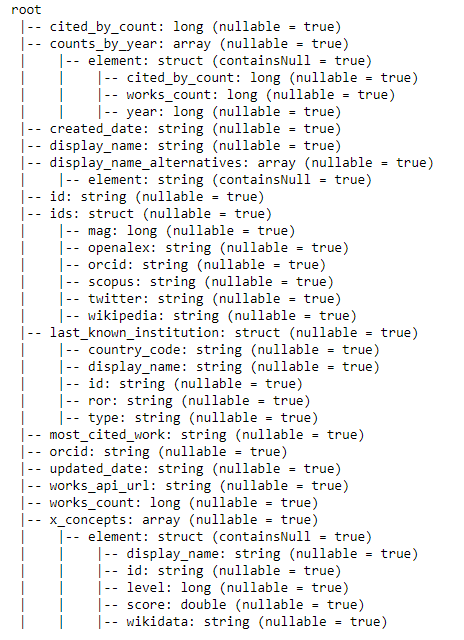 root
 |-- cited_by_count: long (nullable = true)
 |-- counts_by_year: array (nullable = true)
 |    |-- element: struct (containsNull = true)
 |    |    |-- cited_by_count: long (nullable = true)
 |    |    |-- works_count: long (nullable = true)
 |    |    |-- year: long (nullable = true)
 |-- created_date: string (nullable = true)
 |-- display_name: string (nullable = true)
 |-- display_name_alternatives: array (nullable = true)
 |    |-- element: string (containsNull = true)
 |-- id: string (nullable = true)
 |-- ids: struct (nullable = true)
 |    |-- mag: long (nullable = true)
 |    |-- openalex: string (nullable = true)
 |    |-- orcid: string (nullable = true)
 |    |-- scopus: string (nullable = true)
 |    |-- twitter: string (nullable = true)
 |    |-- wikipedia: string (nullable = true)
 |-- last_known_institution: struct (nullable = true)
 |    |-- country_code: string (nullable = true)
 |    |-- display_name: string (nullable = true)
 |    |-- id: string (nullable = true)
 |    |-- ror: string (nullable = true)
 |    |-- type: string (nullable = true)
 |-- most_cited_work: string (nullable = true)
 |-- orcid: string (nullable = true)
 |-- updated_date: string (nullable = true)
 |-- works_api_url: string (nullable = true)
 |-- works_count: long (nullable = true)
 |-- x_concepts: array (nullable = true)
 |    |-- element: struct (containsNull = true)
 |    |    |-- display_name: string (nullable = true)
 |    |    |-- id: string (nullable = true)
 |    |    |-- level: long (nullable = true)
 |    |    |-- score: double (nullable = true)
 |    |    |-- wikidata: string (nullable = true)